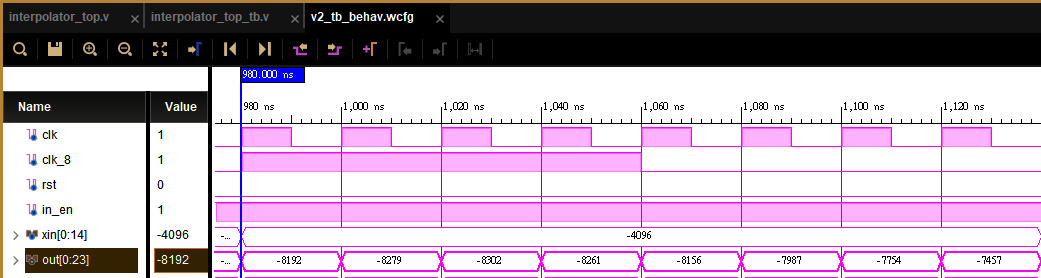 interpolator_top.v × interpolator_top_tb.v × v2_tb_behav.wcfg ×
980.000 ns
Name Value 980 ns 1,000 ns 1,020 ns 1,040 ns 1,060 ns 1,080 ns 1,100 ns 1,120 ns
clk 1
clk_8 1
rst 0
in_en 1
xin[0:14] -4096 -... -4096
out[0:23] -8192 -... -8192 -8279 -8302 -8261 -8156 -7987 -7754 -7457